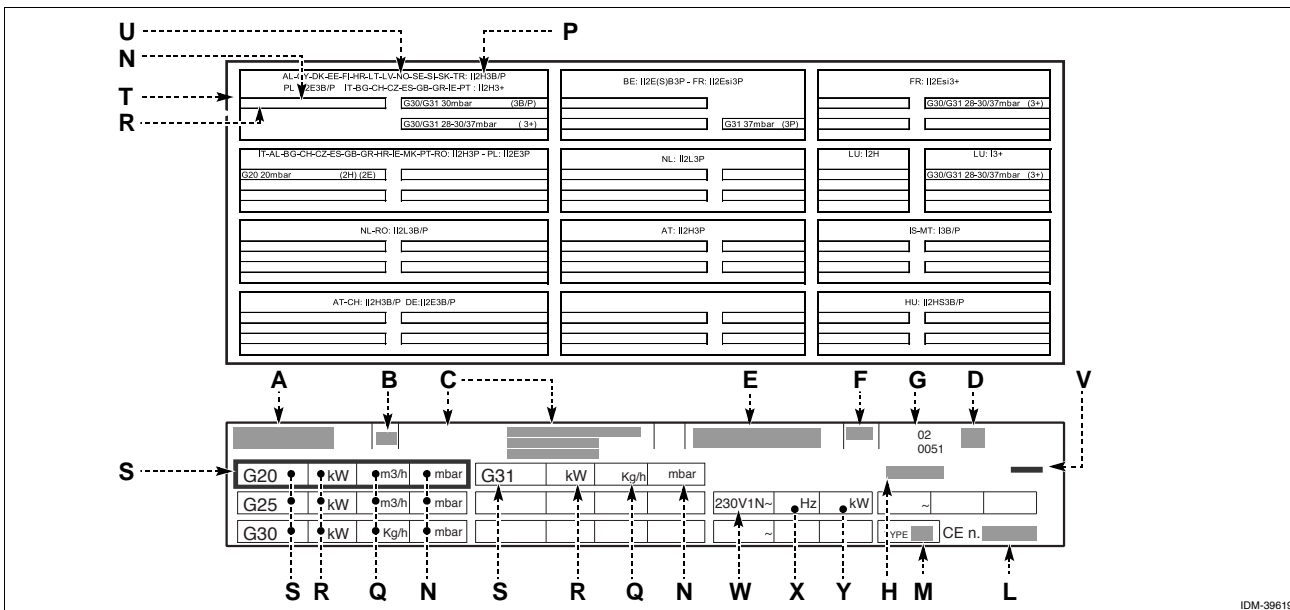 U P
N
T
R
AL-CY-DK-EE-FI-HR-LT-LV-NO-SE-SI-SK-TR: II2H3B/P
PL II2E3B/P IT-BG-CH-CZ-ES-GB-GR-IE-PT : II2H3+
G30/G31 30mbar (3B/P)
G30/G31 28-30/37mbar ( 3+)
BE: II2E(S)B3P - FR: II2Esi3P
G31 37mbar (3P)
FR: II2Esi3+
G30/G31 28-30/37mbar (3+)
IT-AL-BG-CH-CZ-ES-GB-GR-HR-IE-MK-PT-RO: II2H3P - PL: II2E3P
G20 20mbar (2H) (2E)
NL: II2L3P
LU: I2H
LU: I3+
G30/G31 28-30/37mbar (3+)
NL-RO: II2L3B/P
AT: II2H3P
IS-MT: I3B/P
AT-CH: II2H3B/P DE:II2E3B/P
HU: II2HS3B/P
A B C E F G D V
02
0051
S
G20 kW m3/h mbar G31 kW Kg/h mbar
G25 kW m3/h mbar 230V1N~ Hz kW ~
G30 kW Kg/h mbar ~ YPE CE n.
S R Q N S R Q N W X Y H M L
IDM-39619